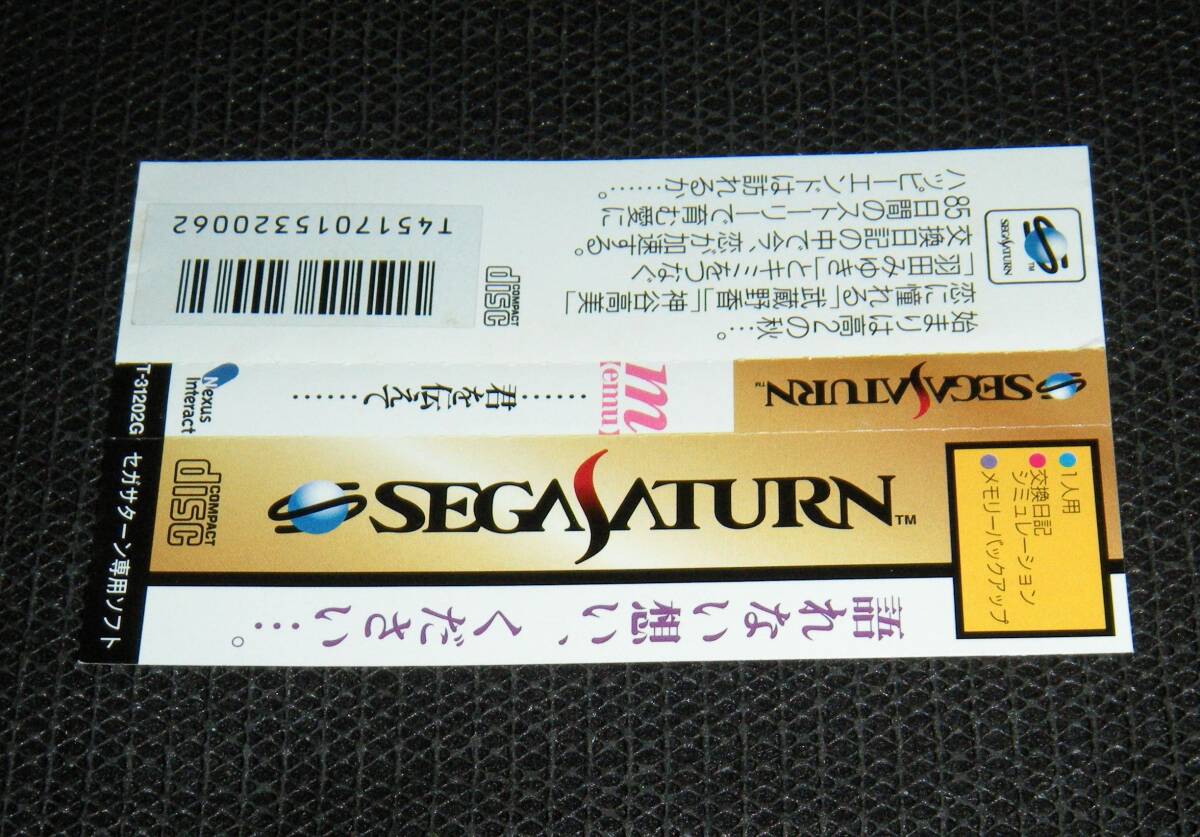 始まりは高2の秋…。
恋に憧れる「武蔵野香」「神谷高美」
「羽田みゆき」とキミをつなぐ
交換日記の中で今、恋が加速する。
85日間のストーリーで育む愛に
ハッピーエンドは訪れるか……。
SEGA SATURN™
COMPACT
disc
T4517015320062
SEGA SATURN™
m
[emu]
………君を伝えて………
Nexus
Interact
T-31202G セガサターン専用ソフト
COMPACT
disc
SEGA SATURN™
●1人用
●交換日記
シミュレーション
●メモリーバックアップ
語れない想い、ください…。